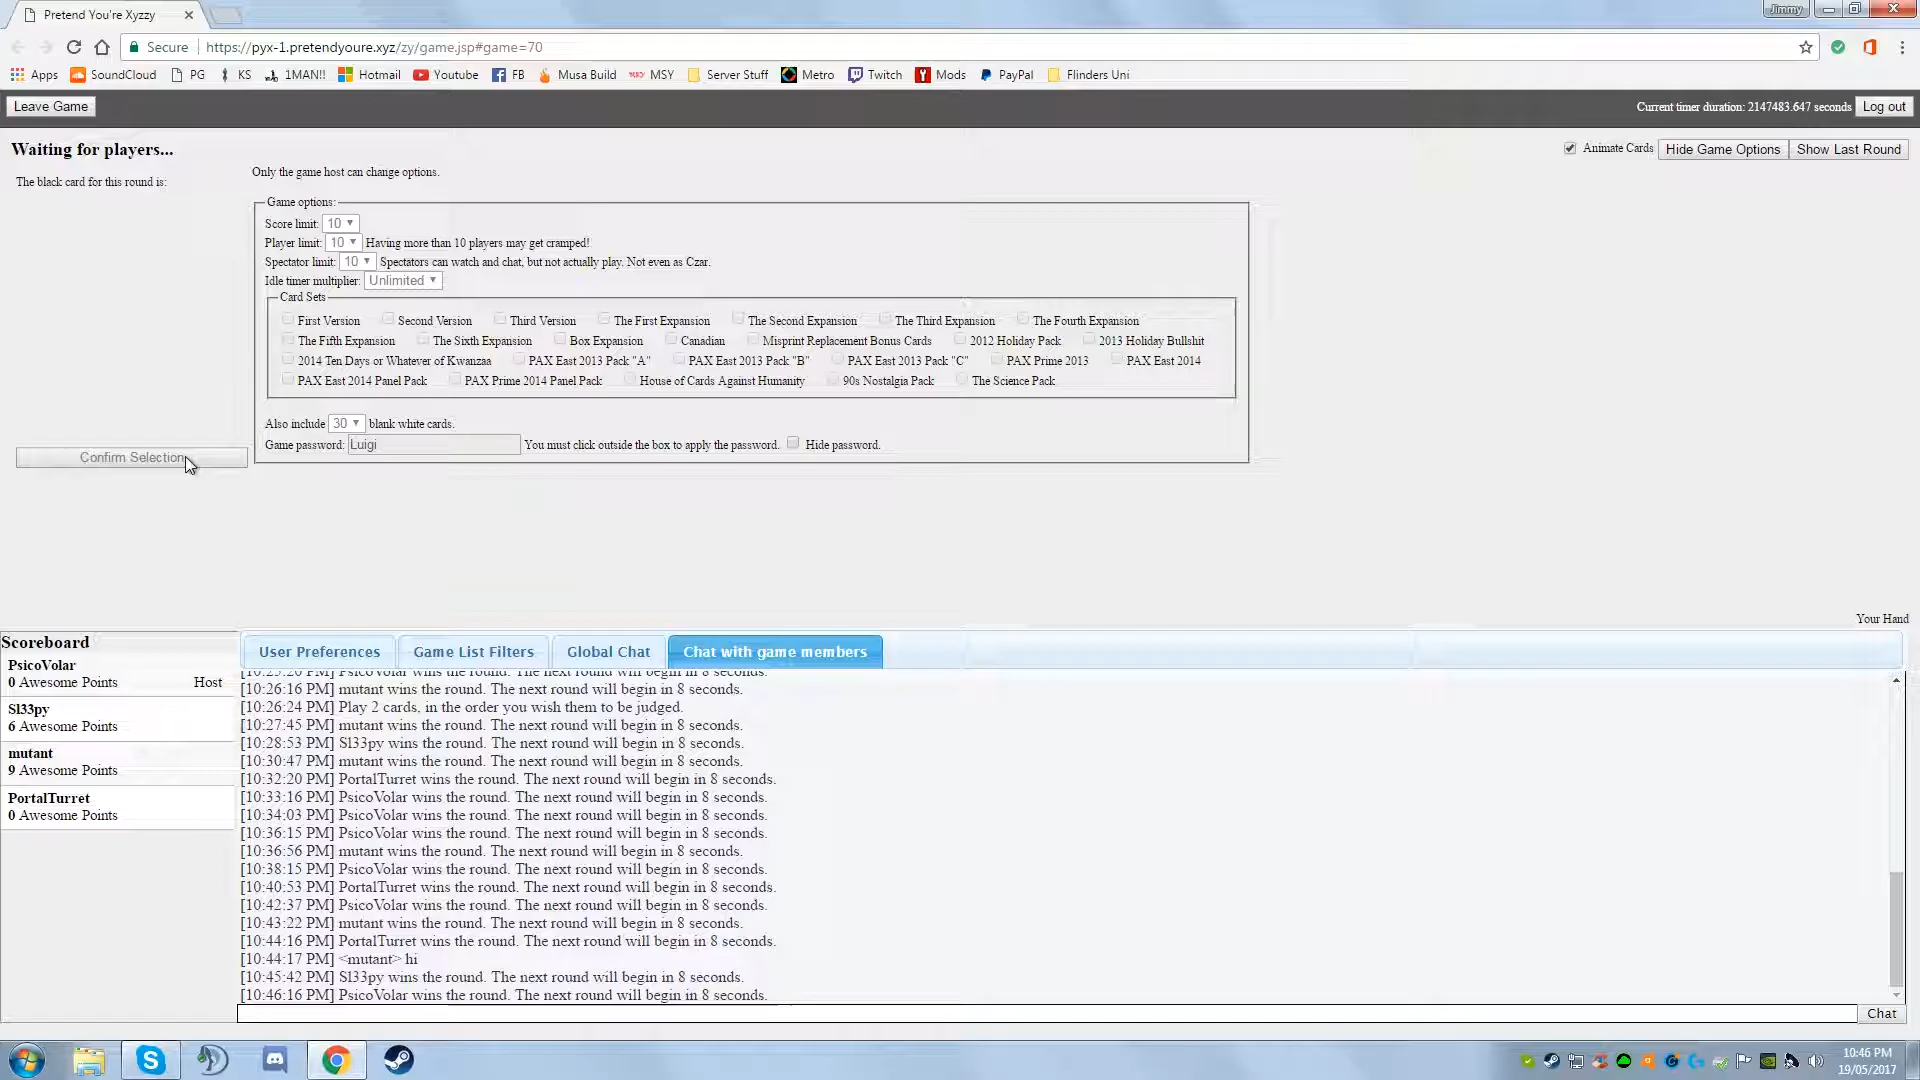 Pretend You're Xyzzy
Jimmy
Secure https://pyx-1.pretendyoure.xyz/zy/game.jsp#game=70
Apps SoundCloud PG KS 1MAN!! Hotmail Youtube FB Musa Build MSY Server Stuff Metro Twitch Mods PayPal Flinders Uni
Leave Game
Current timer duration: 2147483.647 seconds Log out
Waiting for players...
Animate Cards Hide Game Options Show Last Round
The black card for this round is:
Only the game host can change options.
Game options:
Score limit: 10
Player limit: 10 Having more than 10 players may get cramped!
Spectator limit: 10 Spectators can watch and chat, but not actually play. Not even as Czar.
Idle timer multiplier: Unlimited
Card Sets
First Version Second Version Third Version The First Expansion The Second Expansion The Third Expansion The Fourth Expansion
The Fifth Expansion The Sixth Expansion Box Expansion Canadian Misprint Replacement Bonus Cards 2012 Holiday Pack 2013 Holiday Bullshit
2014 Ten Days or Whatever of Kwanzaa PAX East 2013 Pack "A" PAX East 2013 Pack "B" PAX East 2013 Pack "C" PAX Prime 2013 PAX East 2014
PAX East 2014 Panel Pack PAX Prime 2014 Panel Pack House of Cards Against Humanity 90s Nostalgia Pack The Science Pack
Also include 30 blank white cards.
Game password: Luigi You must click outside the box to apply the password. Hide password.
Confirm Selection
Your Hand
Scoreboard
PsicoVolar
0 Awesome Points Host
Sl33py
6 Awesome Points
mutant
9 Awesome Points
PortalTurret
0 Awesome Points
User Preferences Game List Filters Global Chat Chat with game members
[10:25:20 PM] PsicoVolar wins the round. The next round will begin in 8 seconds.
[10:26:16 PM] mutant wins the round. The next round will begin in 8 seconds.
[10:26:24 PM] Play 2 cards, in the order you wish them to be judged.
[10:27:45 PM] mutant wins the round. The next round will begin in 8 seconds.
[10:28:53 PM] Sl33py wins the round. The next round will begin in 8 seconds.
[10:30:47 PM] mutant wins the round. The next round will begin in 8 seconds.
[10:32:20 PM] PortalTurret wins the round. The next round will begin in 8 seconds.
[10:33:16 PM] PsicoVolar wins the round. The next round will begin in 8 seconds.
[10:34:03 PM] PsicoVolar wins the round. The next round will begin in 8 seconds.
[10:36:15 PM] PsicoVolar wins the round. The next round will begin in 8 seconds.
[10:36:56 PM] mutant wins the round. The next round will begin in 8 seconds.
[10:38:15 PM] PsicoVolar wins the round. The next round will begin in 8 seconds.
[10:40:53 PM] PortalTurret wins the round. The next round will begin in 8 seconds.
[10:42:37 PM] PsicoVolar wins the round. The next round will begin in 8 seconds.
[10:43:22 PM] mutant wins the round. The next round will begin in 8 seconds.
[10:44:16 PM] PortalTurret wins the round. The next round will begin in 8 seconds.
[10:44:17 PM] <mutant> hi
[10:45:42 PM] Sl33py wins the round. The next round will begin in 8 seconds.
[10:46:16 PM] PsicoVolar wins the round. The next round will begin in 8 seconds.
Chat
10:46 PM
19/05/2017